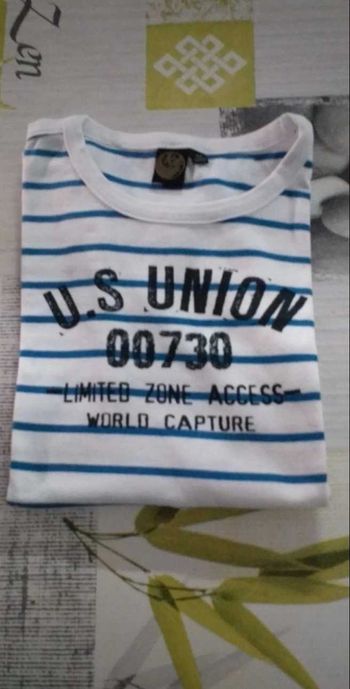 Zen
U.S UNION
00730
-LIMITED ZONE ACCESS-
WORLD CAPTURE